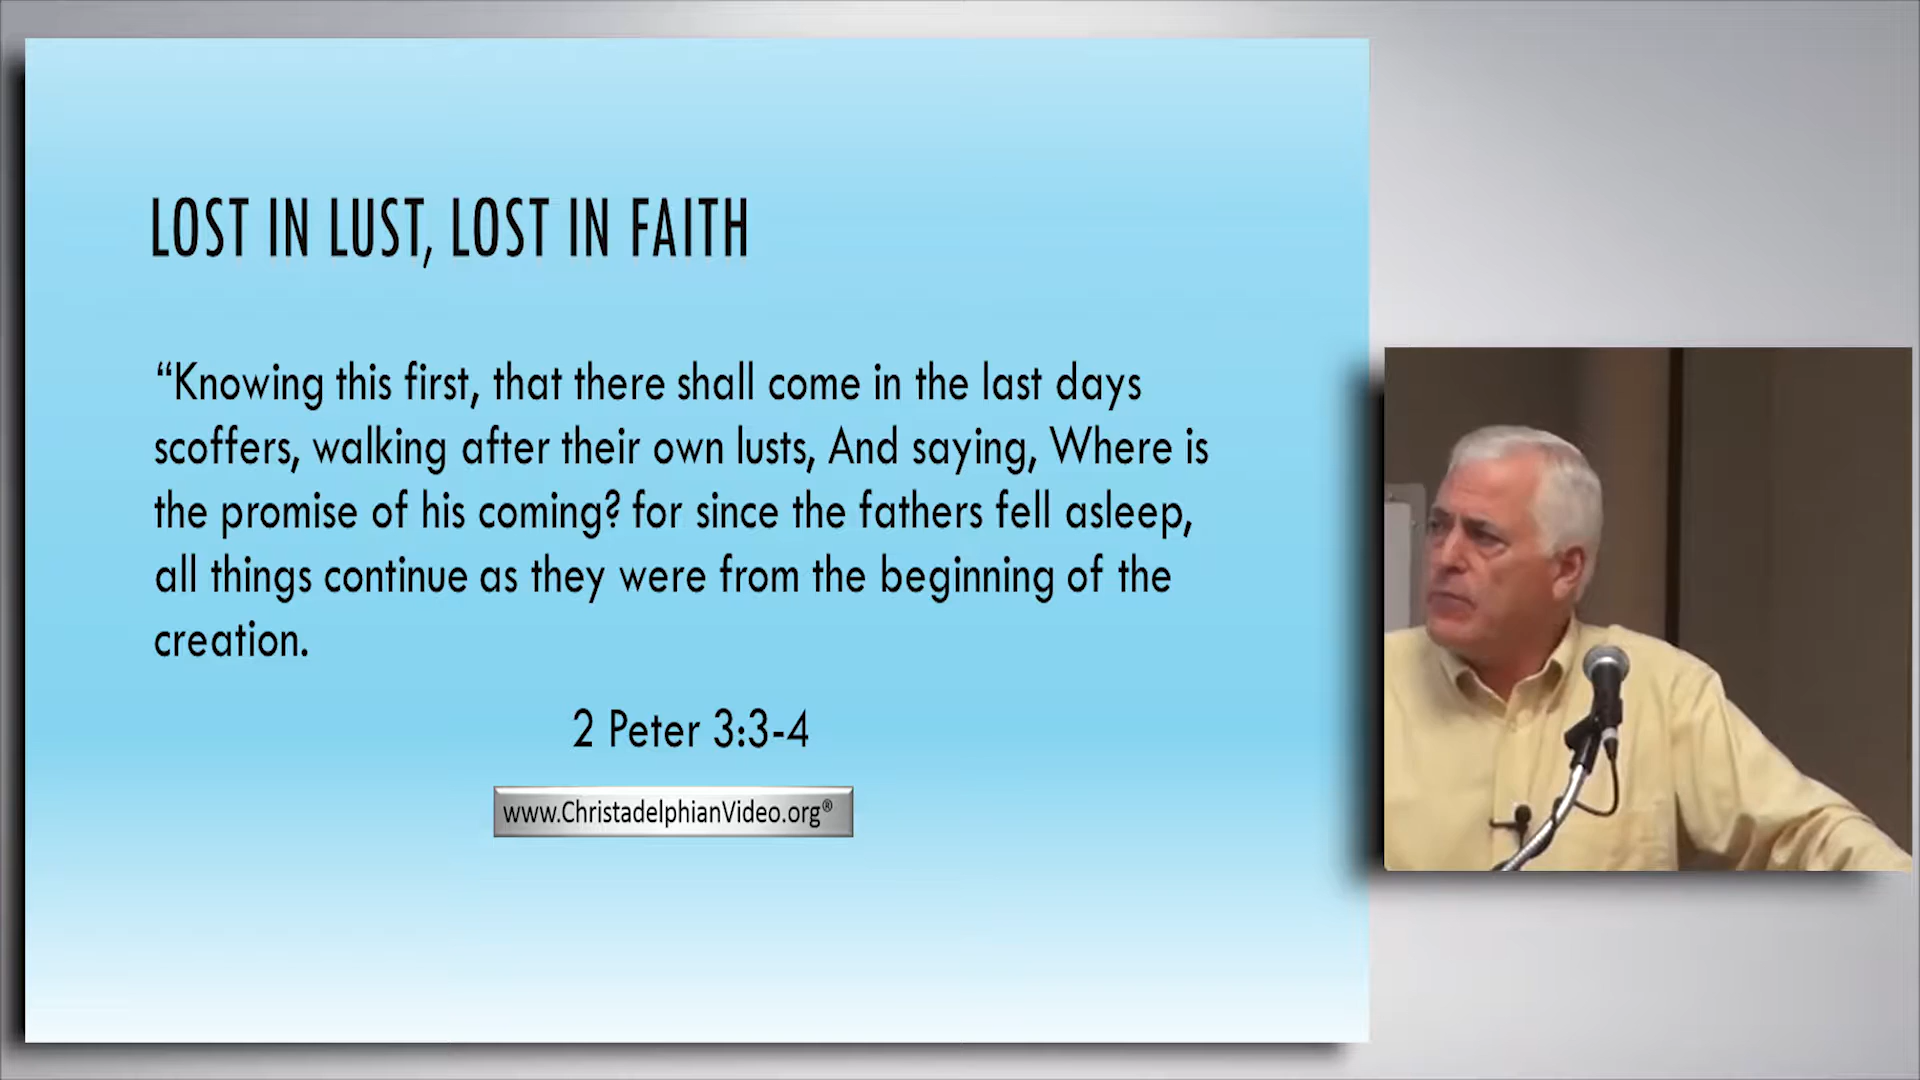 LOST IN LUST, LOST IN FAITH
“Knowing this first, that there shall come in the last days
scoffers, walking after their own lusts, And saying, Where is
the promise of his coming? for since the fathers fell asleep,
all things continue as they were from the beginning of the
creation.
2 Peter 3:3-4
www.ChristadelphianVideo.org®